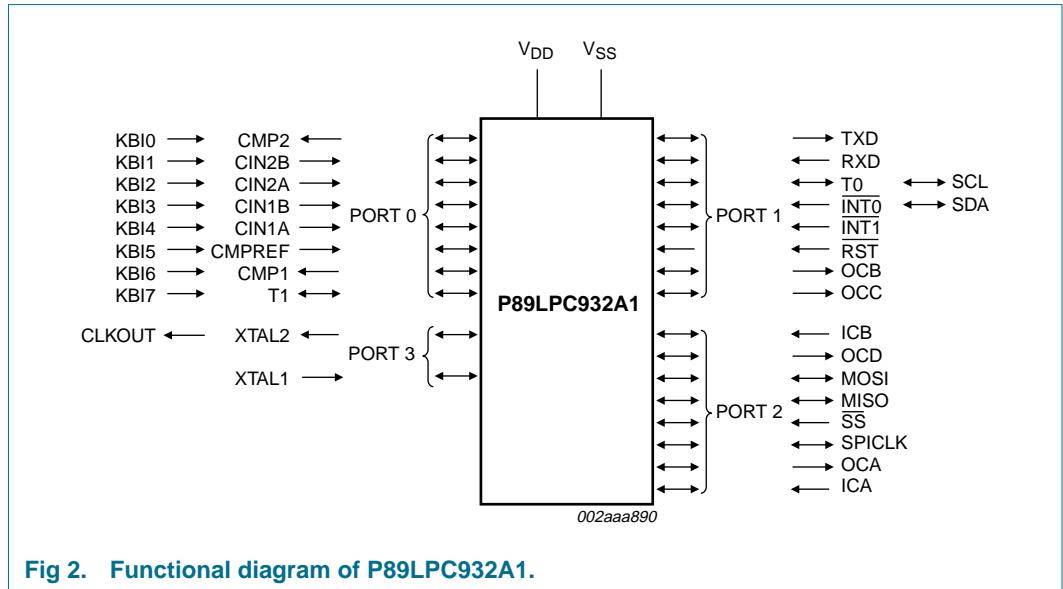 VDD VSS
KBI0 CMP2 TXD
KBI1 CIN2B RXD
KBI2 CIN2A T0 SCL
KBI3 CIN1B PORT 0 PORT 1 INT0 SDA
KBI4 CIN1A INT1
KBI5 CMPREF RST
KBI6 CMP1 OCB
KBI7 T1 OCC
P89LPC932A1
CLKOUT XTAL2 ICB
PORT 3 OCD
XTAL1 MOSI
MISO
PORT 2 SS
SPICLK
OCA
ICA
002aaa890
Fig 2. Functional diagram of P89LPC932A1.